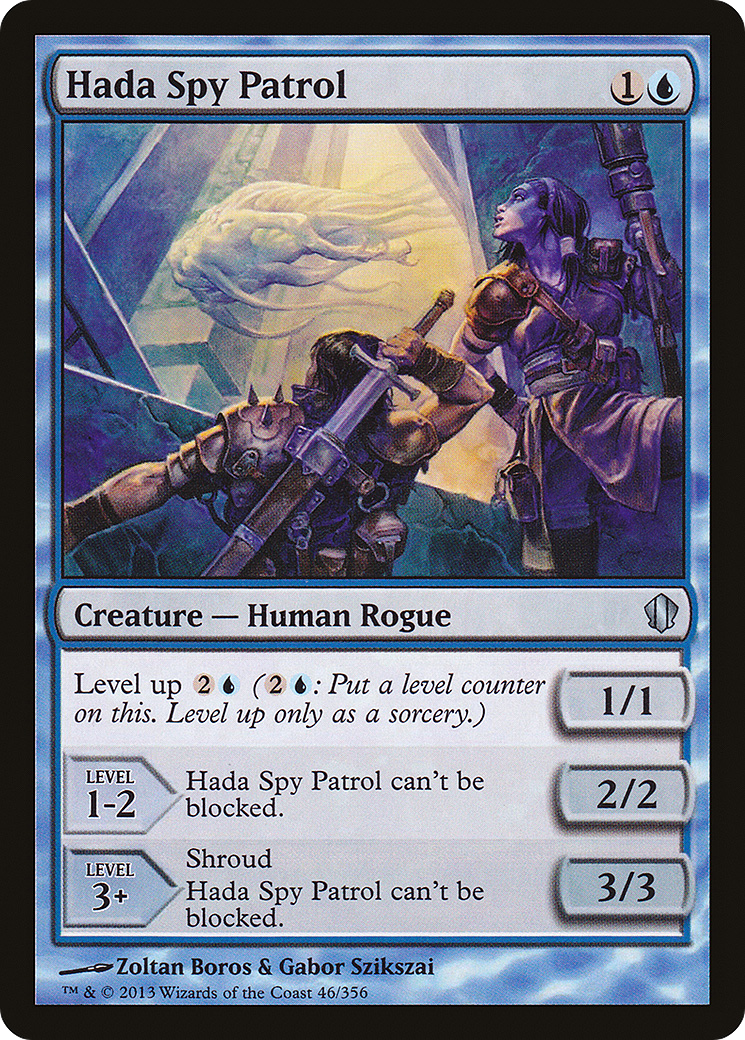 Hada Spy Patrol 1
Creature — Human Rogue
Level up 2 (2 : Put a level counter
on this. Level up only as a sorcery.)
1/1
LEVEL
1-2
Hada Spy Patrol can't be
blocked.
2/2
LEVEL
3+
Shroud
Hada Spy Patrol can't be
blocked.
3/3
Zoltan Boros & Gabor Szikszai
™ & © 2013 Wizards of the Coast 46/356